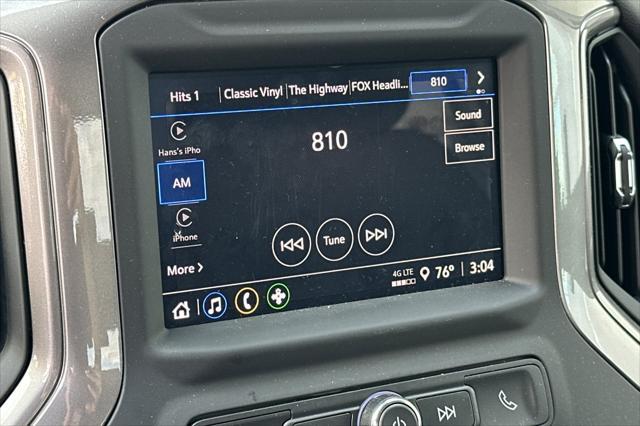 Hits 1 Classic Vinyl The Highway FOX Headli... 810
Sound
810
Hans's iPho
Browse
AM
iPhone
Tune
More
4G LTE 76° 3:04